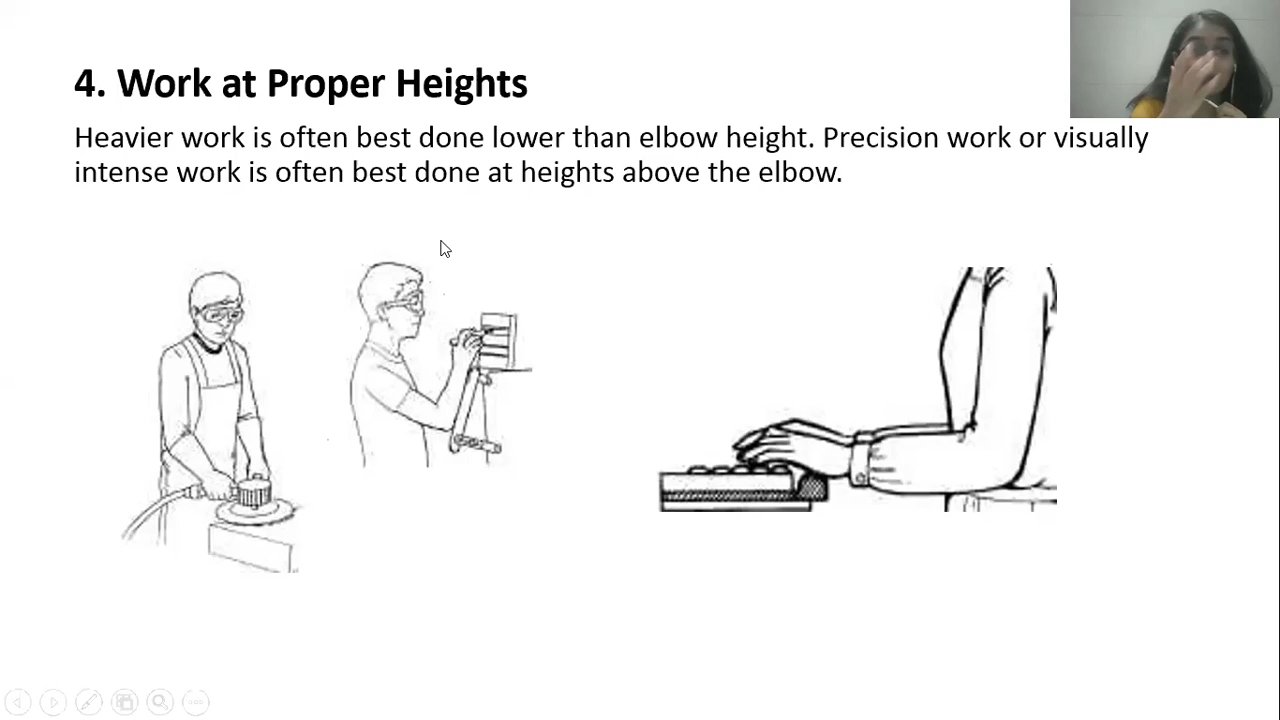 4. Work at Proper Heights
Heavier work is often best done lower than elbow height. Precision work or visually
intense work is often best done at heights above the elbow.